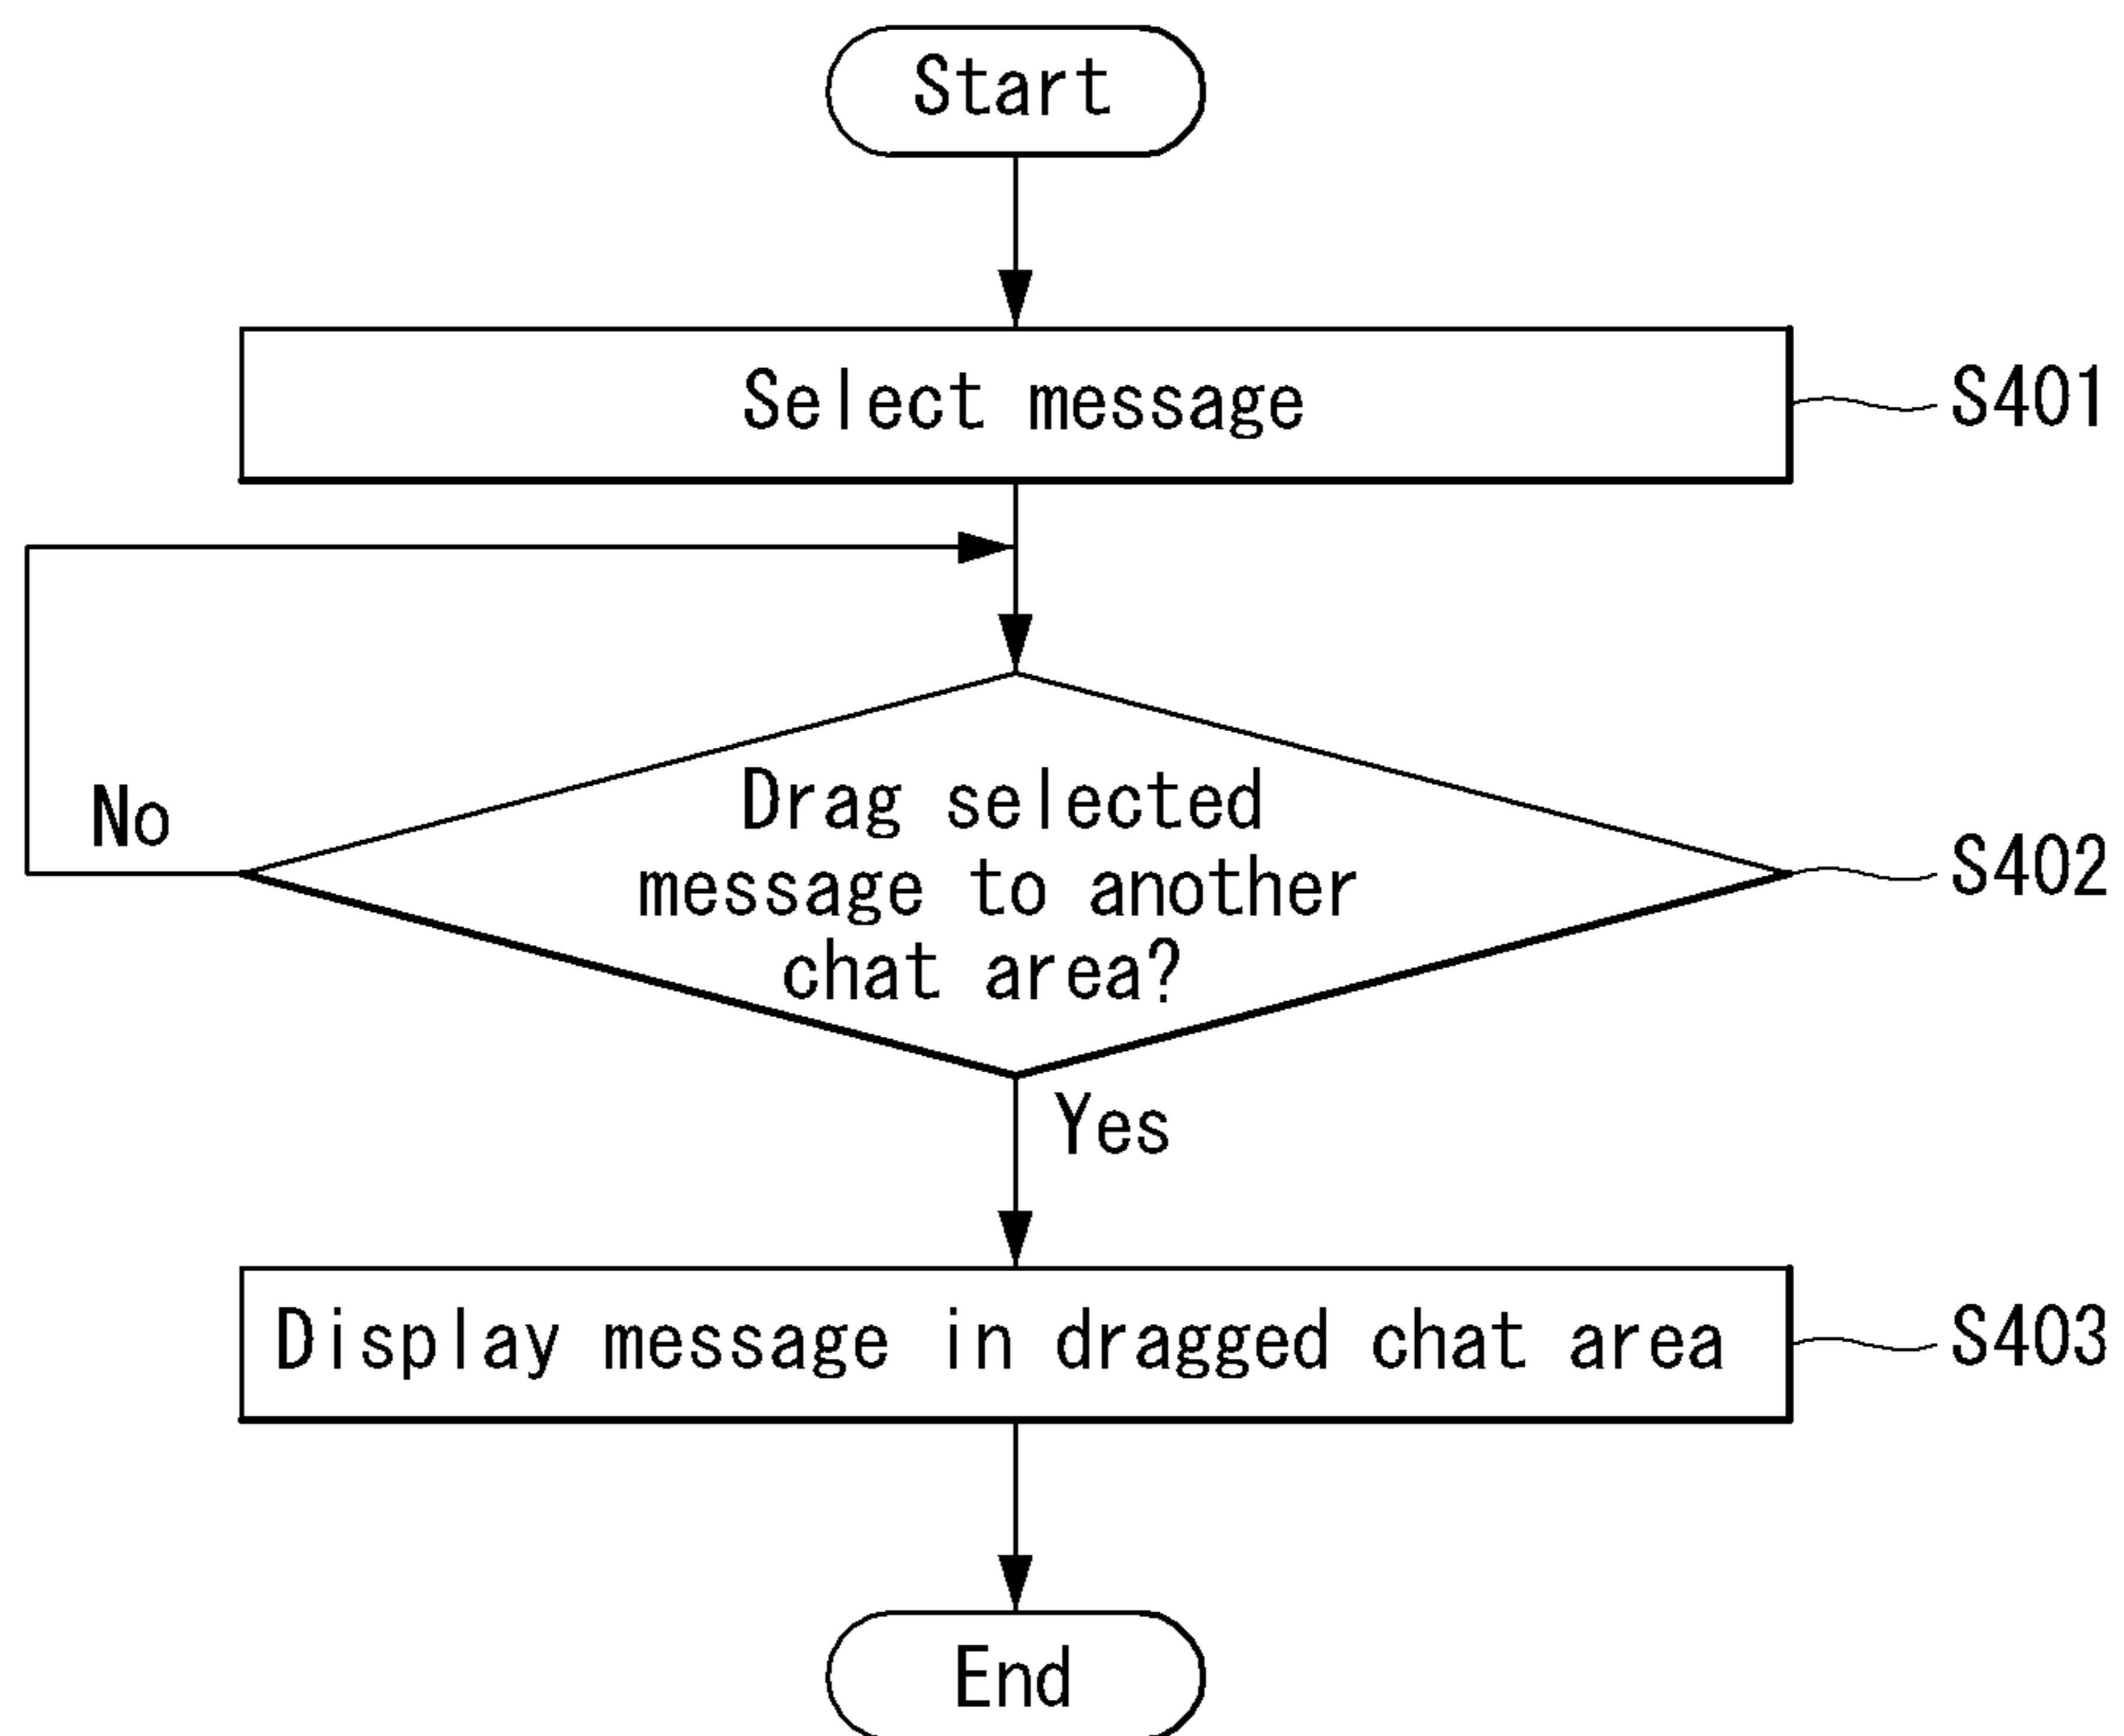 Start
Select message
S401
No
Drag selected
message to another
chat area?
S402
Yes
Display message in dragged chat area
S403
End